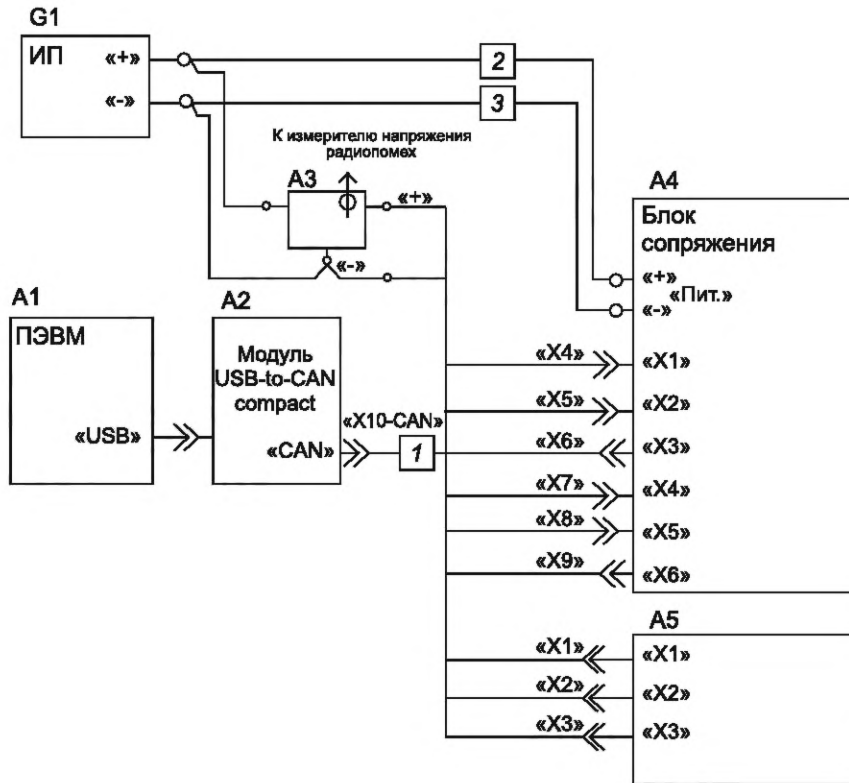 G1
ИП «+»
«-»
2
3
К измерителю напряжения
радиопомех
A3
«+»
«-»
A4
Блок
сопряжения
«+»
«Пит.»
«-»
A1
ПЭВМ
«USB»
A2
Модуль
USB-to-CAN
compact
«CAN»
«X10-CAN»
1
«X4» «X1»
«X5» «X2»
«X6» «X3»
«X7» «X4»
«X8» «X5»
«X9» «X6»
A5
«X1» «X1»
«X2» «X2»
«X3» «X3»